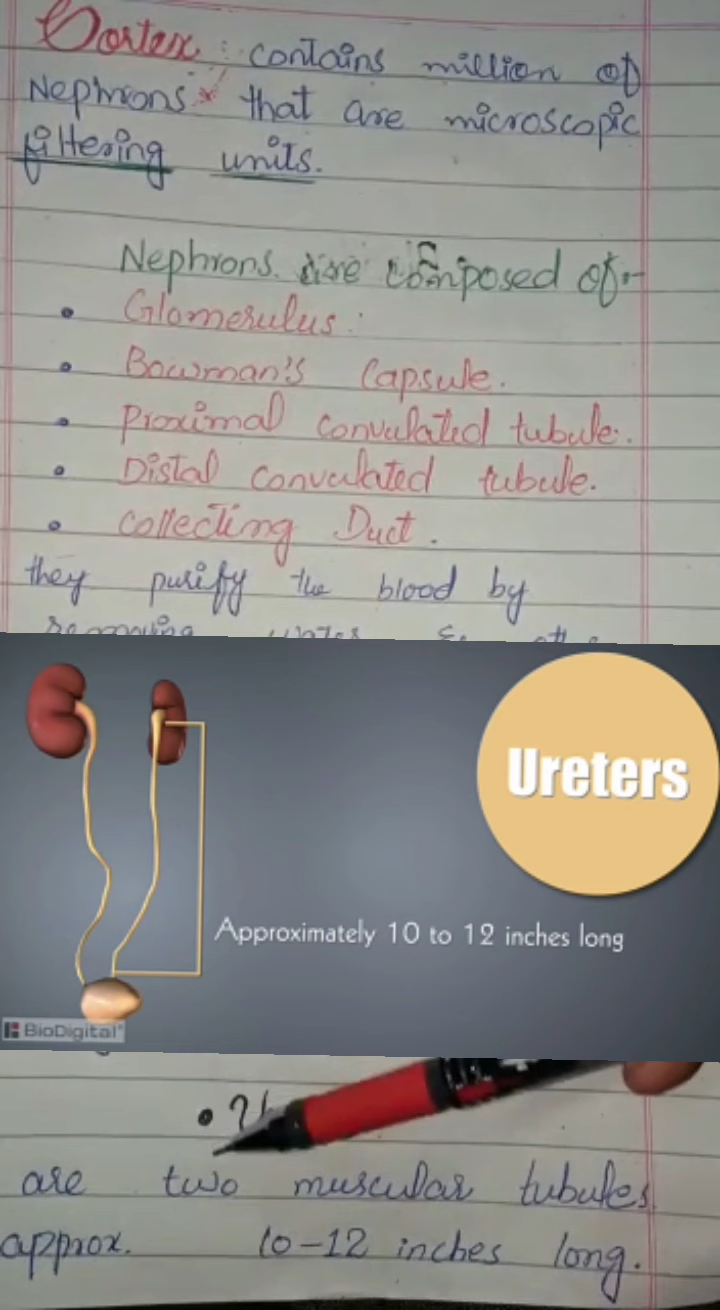 Cortex : contains million of
Nephrons that are microscopic
filtering units.
Nephrons are composed of:-
• Glomerulus :
• Bowman's Capsule.
• Proximal convulated tubule.
• Distal convulated tubule.
• Collecting Duct.
they purify the blood by
removing water &
Ureters
Approximately 10 to 12 inches long
BioDigital
are two muscular tubules
approx. 10-12 inches long.